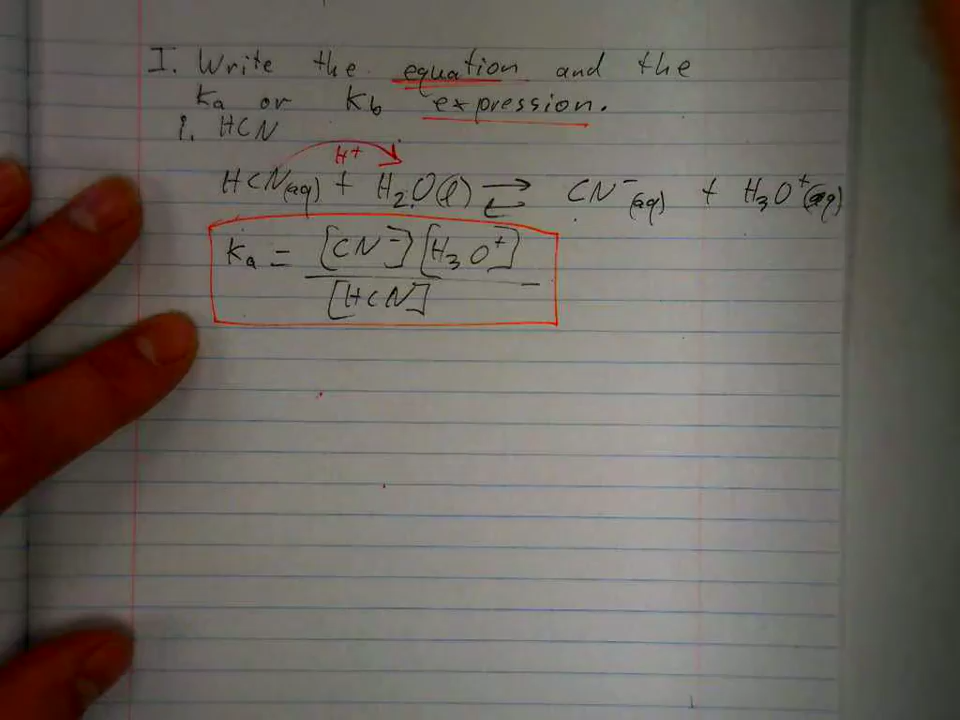 I. Write the equation and the
Ka or Kb expression.
i. HCN
H+
HCN(aq) + H₂O(l) ⇌ CN⁻(aq) + H₃O⁺(aq)
Ka = [CN⁻][H₃O⁺]
[HCN]